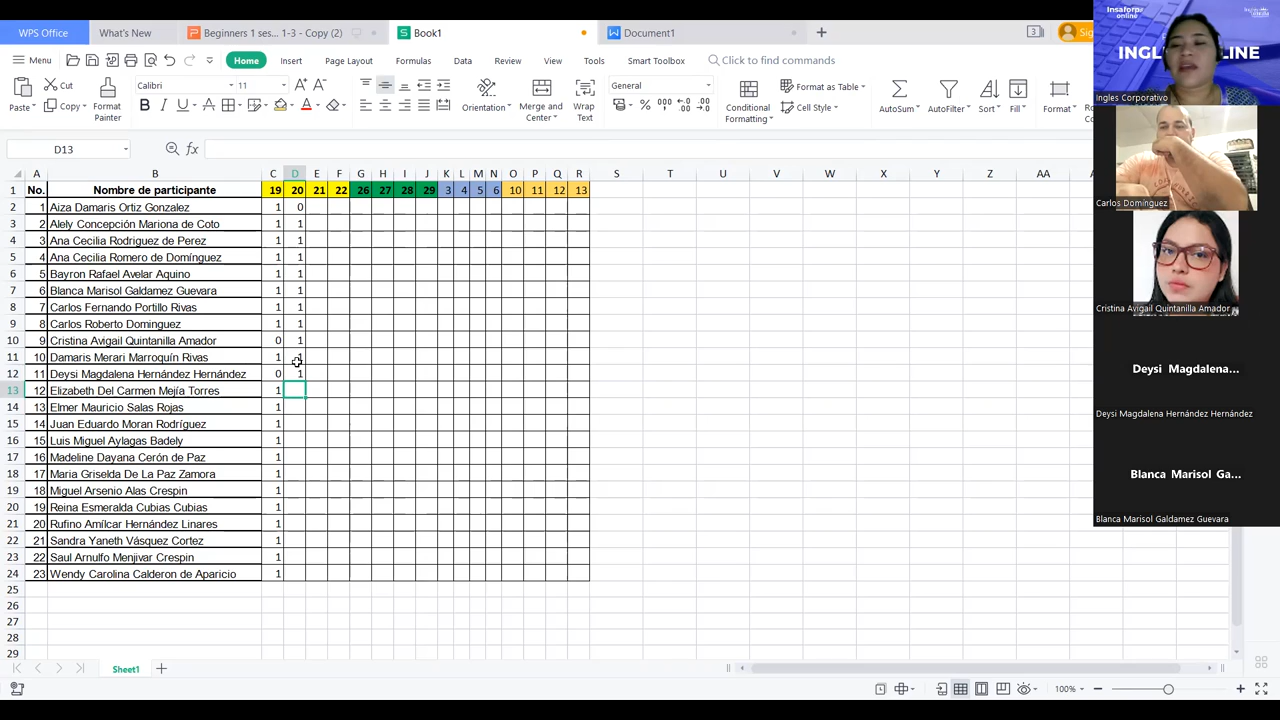 WPS Office What's New Beginners 1 ses... 1-3 - Copy (2) Book1 Document1
Menu Home Insert Page Layout Formulas Data Review View Tools Smart Toolbox Click to find commands
Paste Cut Copy Format Painter Calibri 11 Orientation Merge and Center Wrap Text General Conditional Formatting Format as Table Cell Style AutoSum AutoFilter Sort Fill Format
D13
A B C D E F G H I J K L M N O P Q R S T U V W X Y Z AA
1 No. Nombre de participante 19 20 21 22 26 27 28 29 3 4 5 6 10 11 12 13
2 1 Aiza Damaris Ortiz Gonzalez 1 0
3 2 Alely Concepción Mariona de Coto 1 1
4 3 Ana Cecilia Rodriguez de Perez 1 1
5 4 Ana Cecilia Romero de Domínguez 1 1
6 5 Bayron Rafael Avelar Aquino 1 1
7 6 Blanca Marisol Galdamez Guevara 1 1
8 7 Carlos Fernando Portillo Rivas 1 1
9 8 Carlos Roberto Dominguez 1 1
10 9 Cristina Avigail Quintanilla Amador 0 1
11 10 Damaris Merari Marroquín Rivas 1 1
12 11 Deysi Magdalena Hernández Hernández 0 1
13 12 Elizabeth Del Carmen Mejía Torres 1
14 13 Elmer Mauricio Salas Rojas 1
15 14 Juan Eduardo Moran Rodríguez 1
16 15 Luis Miguel Aylagas Badely 1
17 16 Madeline Dayana Cerón de Paz 1
18 17 Maria Griselda De La Paz Zamora 1
19 18 Miguel Arsenio Alas Crespin 1
20 19 Reina Esmeralda Cubias Cubias 1
21 20 Rufino Amílcar Hernández Linares 1
22 21 Sandra Yaneth Vásquez Cortez 1
23 22 Saul Arnulfo Menjivar Crespin 1
24 23 Wendy Carolina Calderon de Aparicio 1
25
26
27
28
29
Sheet1
100%
Insaforp online
INGL
LINE
Ingles Corporativo
Carlos Domínguez
Cristina Avigail Quintanilla Amador
Deysi Magdalena...
Deysi Magdalena Hernández Hernández
Blanca Marisol Ga...
Blanca Marisol Galdamez Guevara